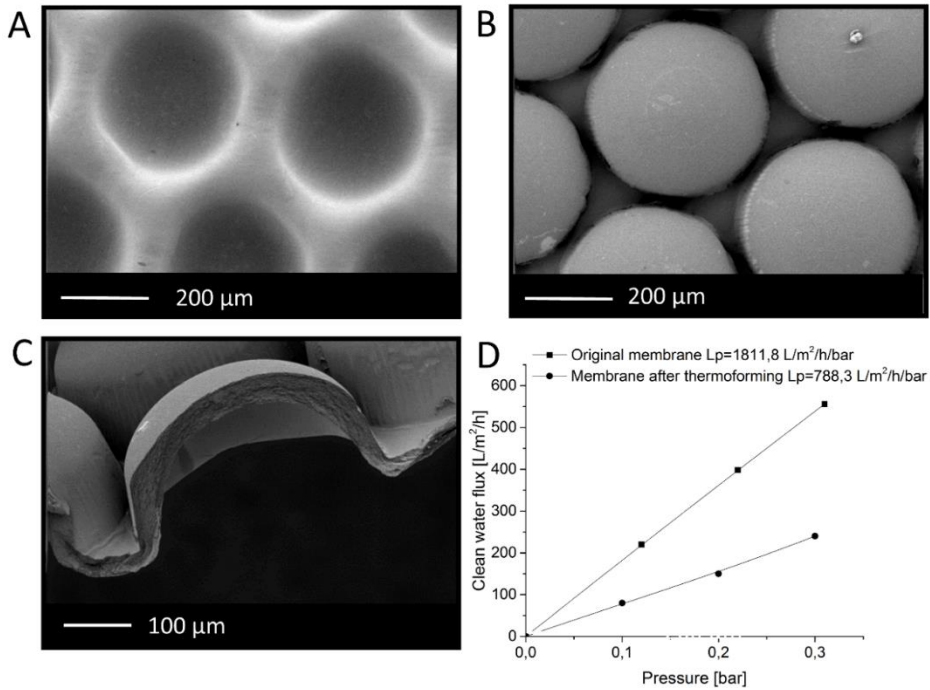 A
200 µm
B
200 µm
C
100 µm
D
Original membrane Lp=1811,8 L/m²/h/bar
Membrane after thermoforming Lp=788,3 L/m²/h/bar
Clean water flux [L/m²/h]
600
500
400
300
200
100
0
0,0
0,1
0,2
0,3
Pressure [bar]